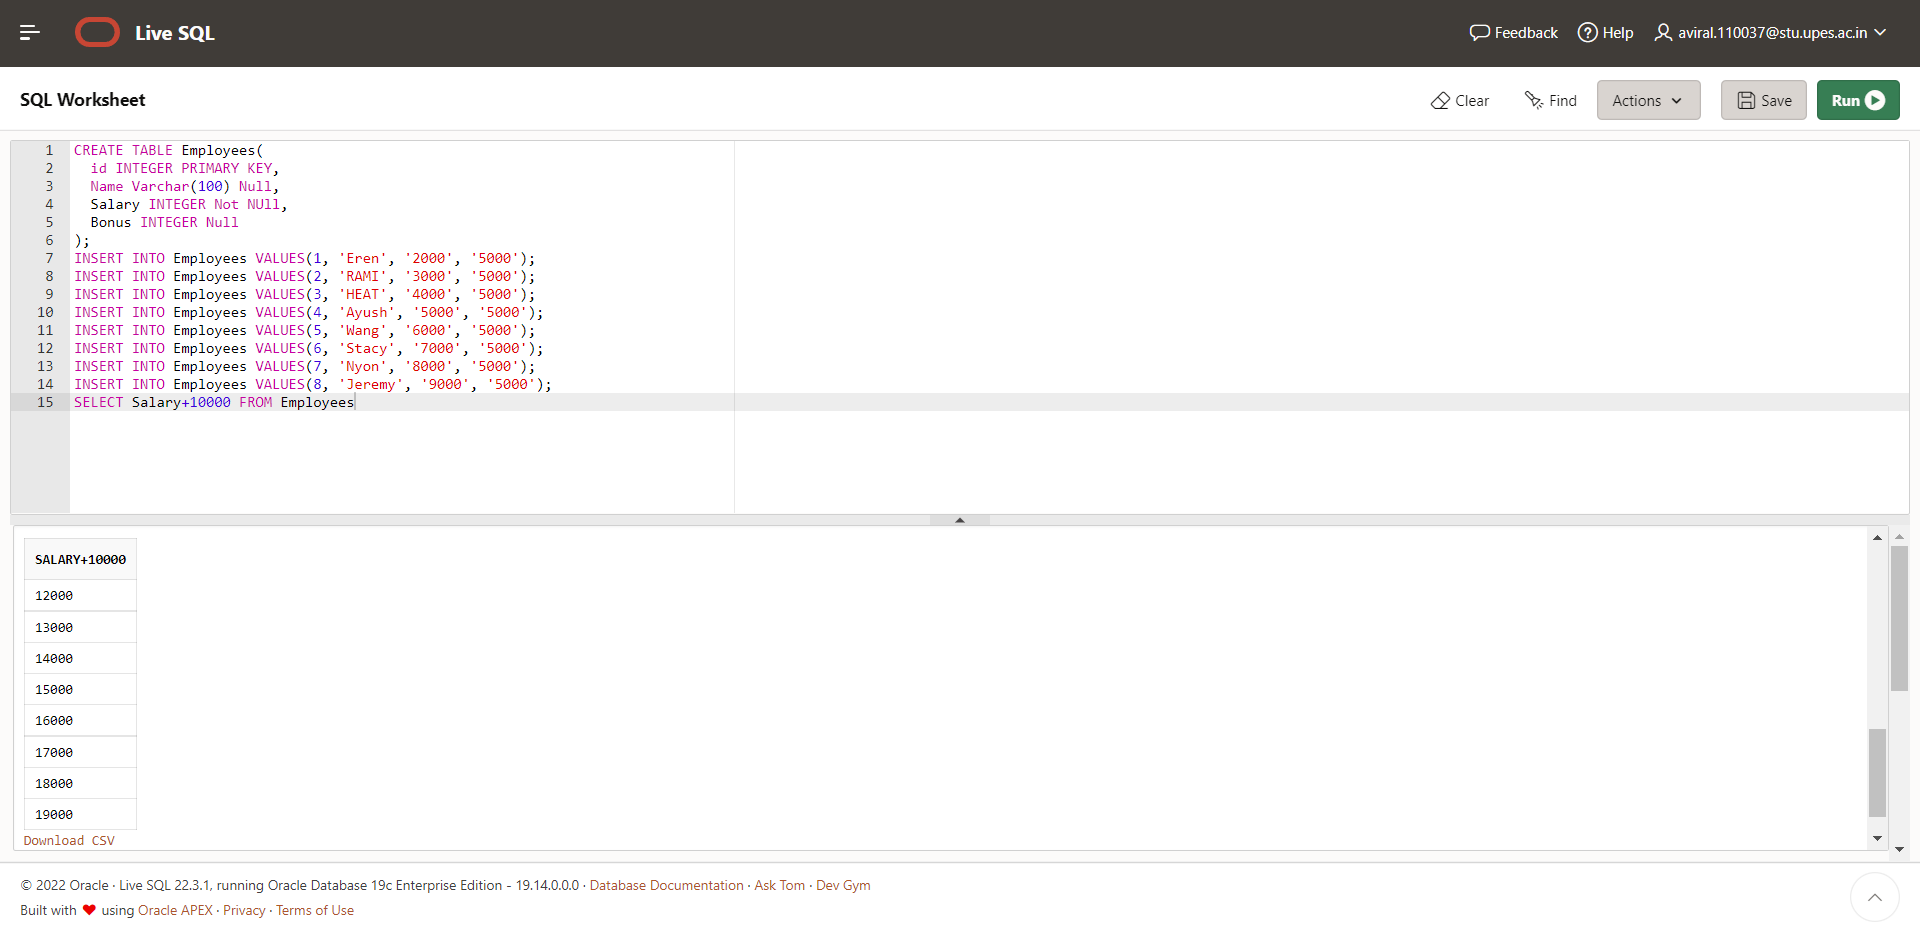 Live SQL
Feedback
Help
aviral.110037@stu.upes.ac.in
SQL Worksheet
Clear
Find
Actions
Save
Run
1 CREATE TABLE Employees(
2 id INTEGER PRIMARY KEY,
3 Name Varchar(100) Null,
4 Salary INTEGER Not NUll,
5 Bonus INTEGER Null
6 );
7 INSERT INTO Employees VALUES(1, 'Eren', '2000', '5000');
8 INSERT INTO Employees VALUES(2, 'RAMI', '3000', '5000');
9 INSERT INTO Employees VALUES(3, 'HEAT', '4000', '5000');
10 INSERT INTO Employees VALUES(4, 'Ayush', '5000', '5000');
11 INSERT INTO Employees VALUES(5, 'Wang', '6000', '5000');
12 INSERT INTO Employees VALUES(6, 'Stacy', '7000', '5000');
13 INSERT INTO Employees VALUES(7, 'Nyon', '8000', '5000');
14 INSERT INTO Employees VALUES(8, 'Jeremy', '9000', '5000');
15 SELECT Salary+10000 FROM Employees
SALARY+10000
12000
13000
14000
15000
16000
17000
18000
19000
Download CSV
© 2022 Oracle · Live SQL 22.3.1, running Oracle Database 19c Enterprise Edition - 19.14.0.0.0 · Database Documentation · Ask Tom · Dev Gym
Built with ❤ using Oracle APEX · Privacy · Terms of Use